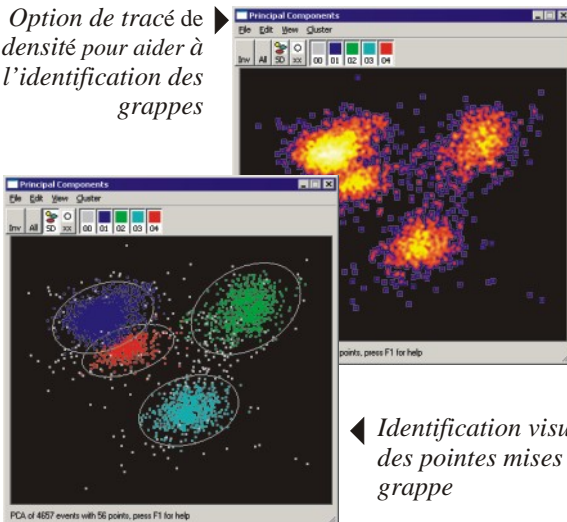 Option de tracé de
densité pour aider à
l'identification des
grappes
Principal Components
File Edit View Cluster
Inv All SD xx 00 01 02 03 04
points, press F1 for help
Principal Components
File Edit View Cluster
Inv All SD xx 00 01 02 03 04
PCA of 4657 events with 56 points, press F1 for help
Identification visu
des pointes mises
grappe